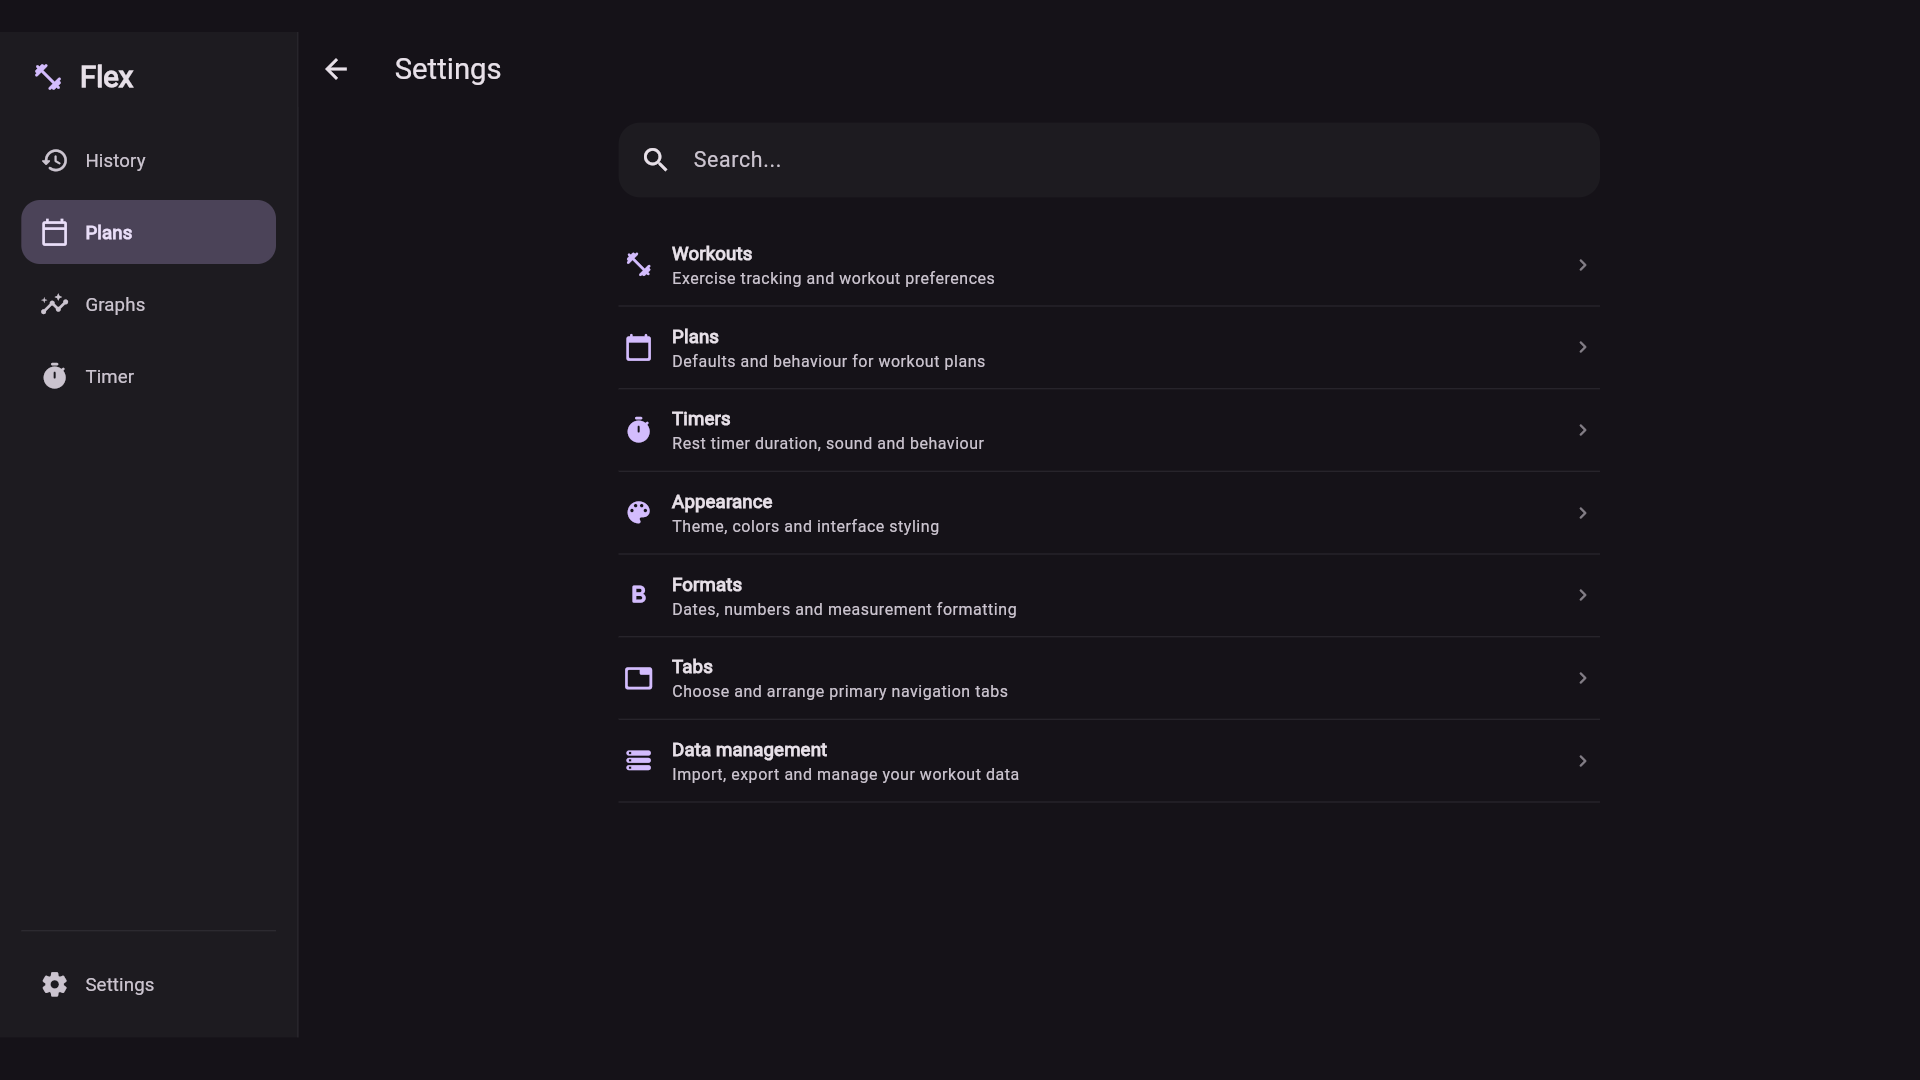 Flex
History
Plans
Graphs
Timer
Settings
Settings
Search...
Workouts
Exercise tracking and workout preferences
Plans
Defaults and behaviour for workout plans
Timers
Rest timer duration, sound and behaviour
Appearance
Theme, colors and interface styling
Formats
Dates, numbers and measurement formatting
Tabs
Choose and arrange primary navigation tabs
Data management
Import, export and manage your workout data